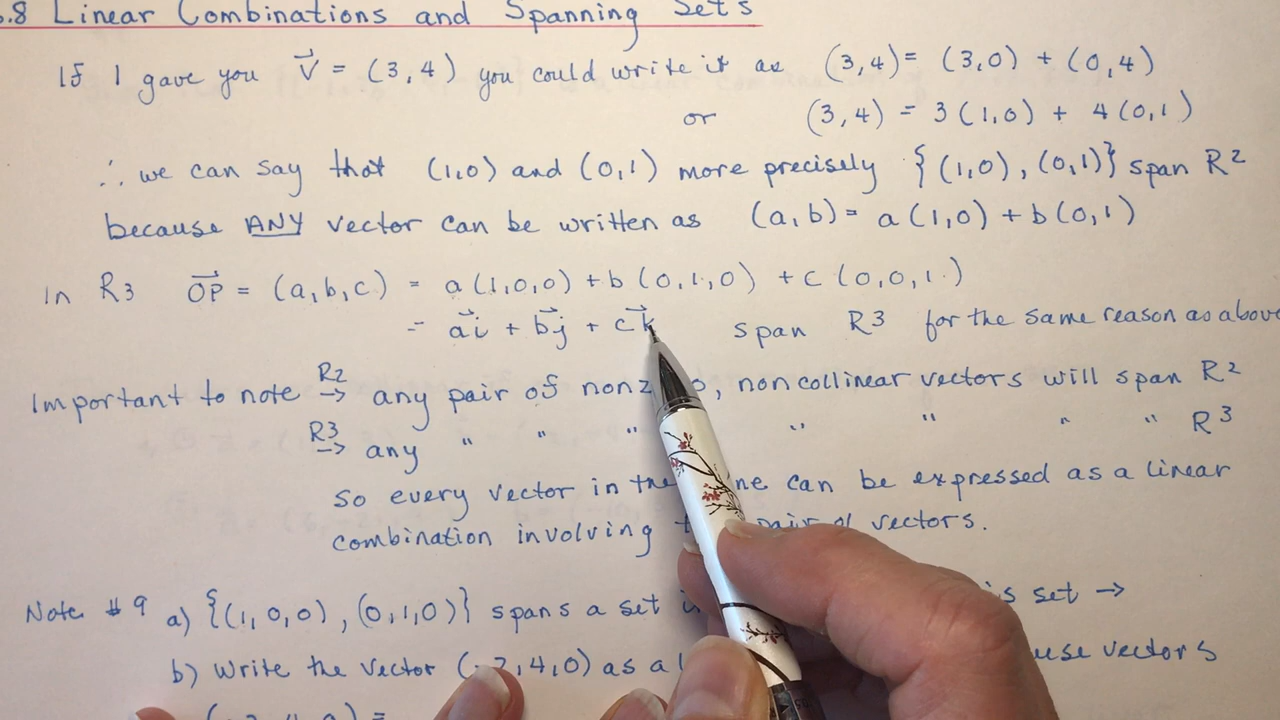 .8 Linear Combinations and Spanning Sets
If I gave you V = (3,4) you could write it as (3,4) = (3,0) + (0,4)
or (3,4) = 3(1,0) + 4(0,1)
∴ we can say that (1,0) and (0,1) more precisely {(1,0), (0,1)} span R2
because ANY vector can be written as (a,b) = a(1,0) + b(0,1)
In R3 OP = (a,b,c) = a(1,0,0) + b(0,1,0) + c(0,0,1)
= ai + bj + ck span R3 for the same reason as above
Important to note R2 → any pair of nonz o, noncollinear vectors will span R2
R3 → any " " " " " " " R3
so every vector in the ne can be expressed as a linear
combination involving pair of vectors.
Note #9 a) {(1,0,0), (0,1,0)} spans a set is set →
b) Write the vector (-2,4,0) as a use vectors